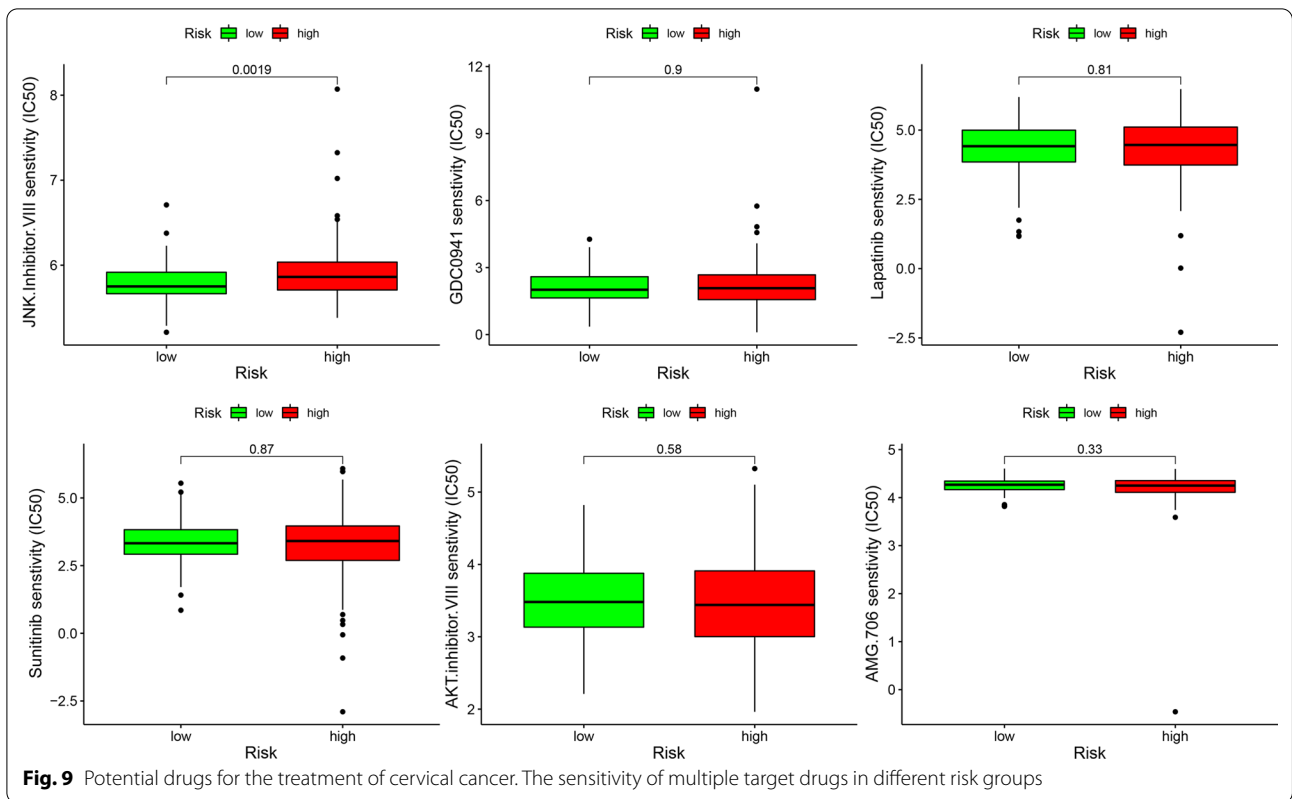 Risk low high
0.0019
8
7
6
JNK.Inhibitor.VIII senstivity (IC50)
low high
Risk
Risk low high
0.9
12
9
6
3
0
GDC0941 senstivity (IC50)
low high
Risk
Risk low high
0.81
5.0
2.5
0.0
−2.5
Lapatinib senstivity (IC50)
low high
Risk
Risk low high
0.87
5.0
2.5
0.0
−2.5
Sunitinib senstivity (IC50)
low high
Risk
Risk low high
0.58
5
4
3
2
AKT.inhibitor.VIII senstivity (IC50)
low high
Risk
Risk low high
0.33
5
4
3
2
1
0
AMG.706 senstivity (IC50)
low high
Risk
Fig. 9 Potential drugs for the treatment of cervical cancer. The sensitivity of multiple target drugs in different risk groups